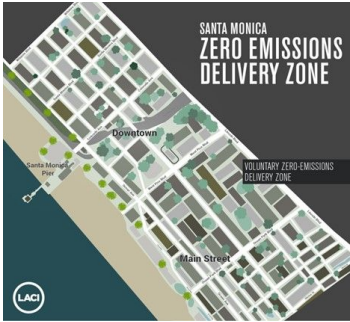 SANTA MONICA
ZERO EMISSIONS
DELIVERY ZONE
Downtown
Santa Monica
Pier
VOLUNTARY ZERO-EMISSIONS
DELIVERY ZONE
Main Street
LACI